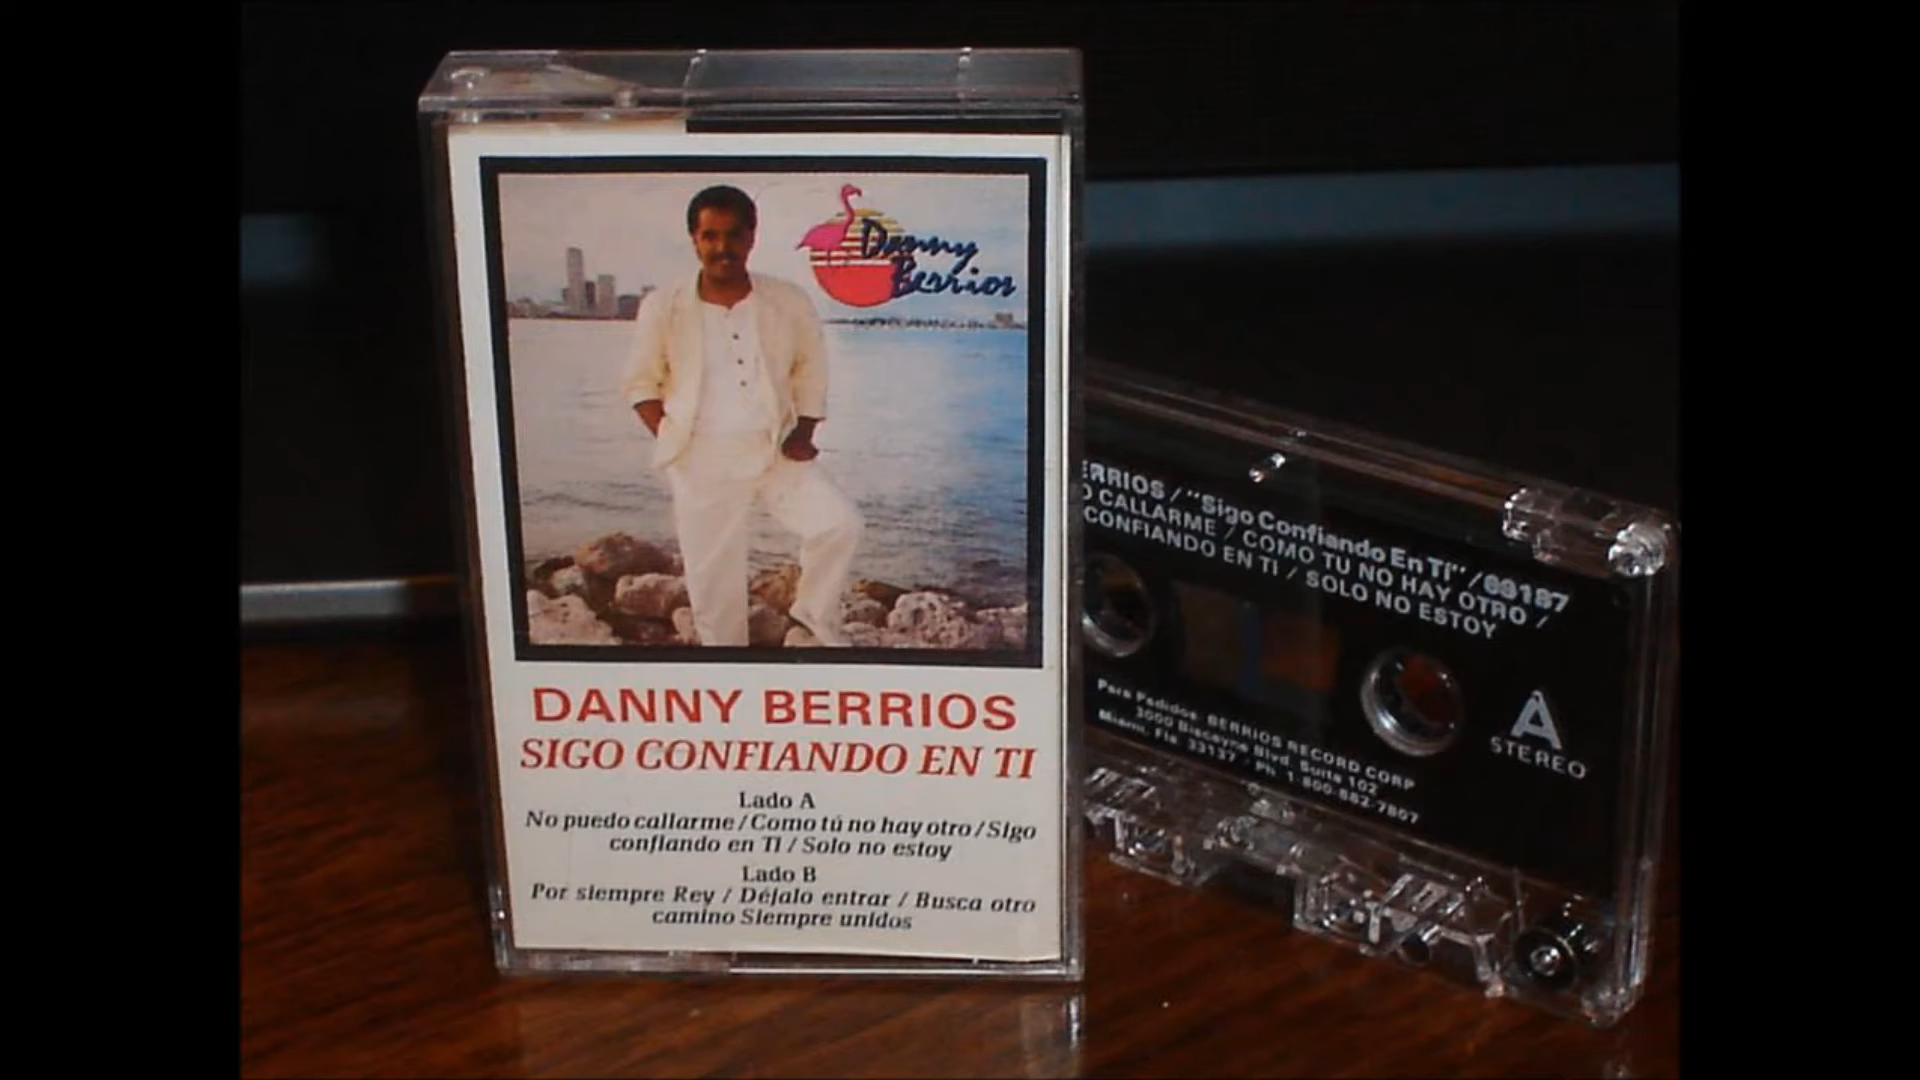 Danny
Berrios
DANNY BERRIOS
SIGO CONFIANDO EN TI
Lado A
No puedo callarme / Como tú no hay otro / Sigo
confiando en TI / Solo no estoy
Lado B
Por siempre Rey / Déjalo entrar / Busca otro
camino Siempre unidos
ERRIOS / "Sigo Confiando En Ti" / 69187
O CALLARME / COMO TU NO HAY OTRO /
CONFIANDO EN TI / SOLO NO ESTOY
A
STEREO
Para Pedidos: BERRIOS RECORD CORP
3000 Biscayne Blvd. Suite 102
Miami, Fla. 33137 - Ph. 1-800-882-7807